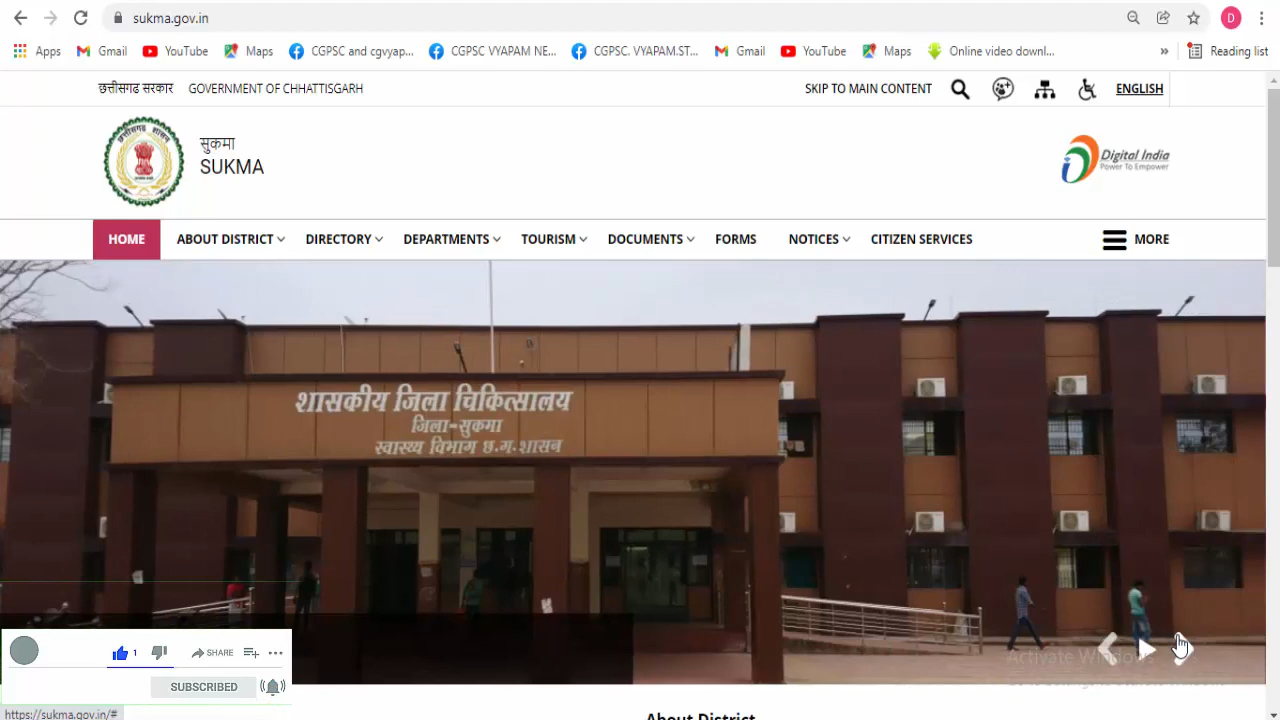 sukma.gov.in
D
Apps Gmail YouTube Maps CGPSC and cgvyap... CGPSC VYAPAM NE... CGPSC. VYAPAM.ST... Gmail YouTube Maps Online video downl... » Reading list
छत्तीसगढ सरकार GOVERNMENT OF CHHATTISGARH SKIP TO MAIN CONTENT ENGLISH
सुकमा
SUKMA
Digital India
Power To Empower
HOME ABOUT DISTRICT DIRECTORY DEPARTMENTS TOURISM DOCUMENTS FORMS NOTICES CITIZEN SERVICES MORE
शासकीय जिला चिकित्सालय
जिला-सुकमा
स्वास्थ्य विभाग छ.ग.शासन
1 SHARE
SUBSCRIBED
Activate Windows
https://sukma.gov.in/#
About District